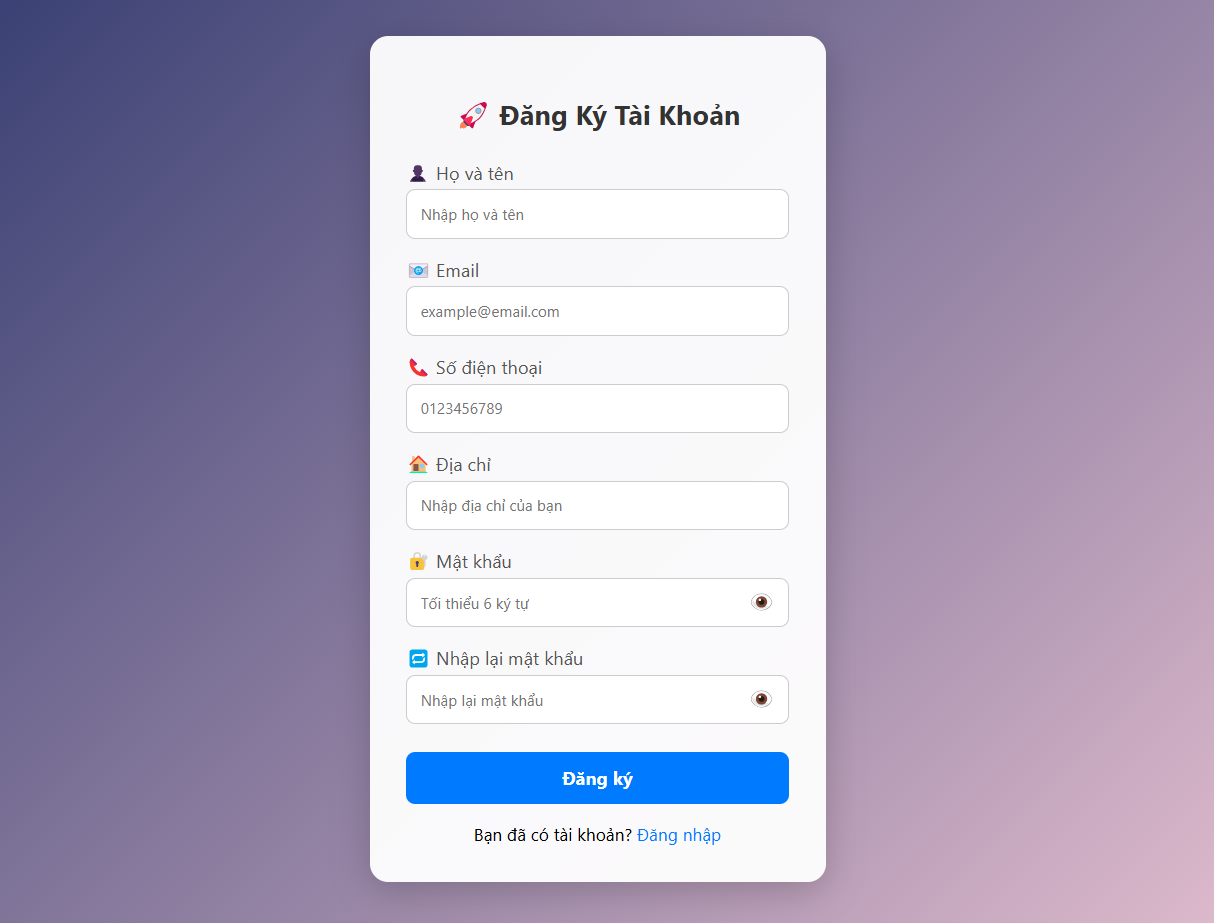 🚀 Đăng Ký Tài Khoản
👤 Họ và tên
Nhập họ và tên
📧 Email
example@email.com
📞 Số điện thoại
0123456789
🏠 Địa chỉ
Nhập địa chỉ của bạn
🔐 Mật khẩu
Tối thiểu 6 ký tự
🔁 Nhập lại mật khẩu
Nhập lại mật khẩu
Đăng ký
Bạn đã có tài khoản? Đăng nhập